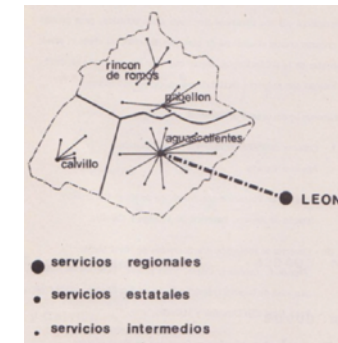 rincon
de romos
pabellon
aguascalientes
calvillo
LEON
servicios regionales
servicios estatales
servicios intermedios